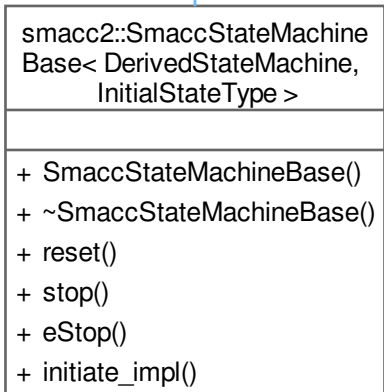 smacc2::SmaccStateMachine
Base< DerivedStateMachine,
InitialStateType >
+ SmaccStateMachineBase()
+ ~SmaccStateMachineBase()
+ reset()
+ stop()
+ eStop()
+ initiate_impl()